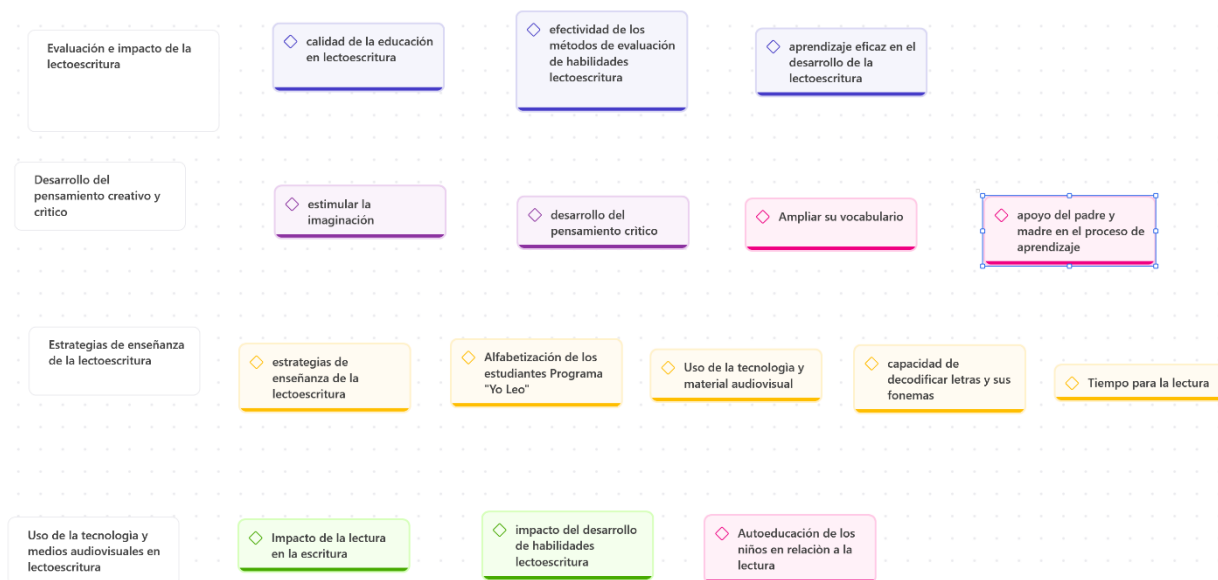 Evaluación e impacto de la
lectoescritura
calidad de la educación
en lectoescritura
efectividad de los
métodos de evaluación
de habilidades
lectoescritura
aprendizaje eficaz en el
desarrollo de la
lectoescritura
Desarrollo del
pensamiento creativo y
critico
estimular la
imaginación
desarrollo del
pensamiento critico
Ampliar su vocabulario
apoyo del padre y
madre en el proceso de
aprendizaje
Estrategias de enseñanza
de la lectoescritura
estrategias de
enseñanza de la
lectoescritura
Alfabetización de los
estudiantes Programa
"Yo Leo"
Uso de la tecnologìa y
material audiovisual
capacidad de
decodificar letras y sus
fonemas
Tiempo para la lectura
Uso de la tecnologìa y
medios audiovisuales en
lectoescritura
Impacto de la lectura
en la escritura
impacto del desarrollo
de habilidades
lectoescritura
Autoeducación de los
niños en relaciòn a la
lectura